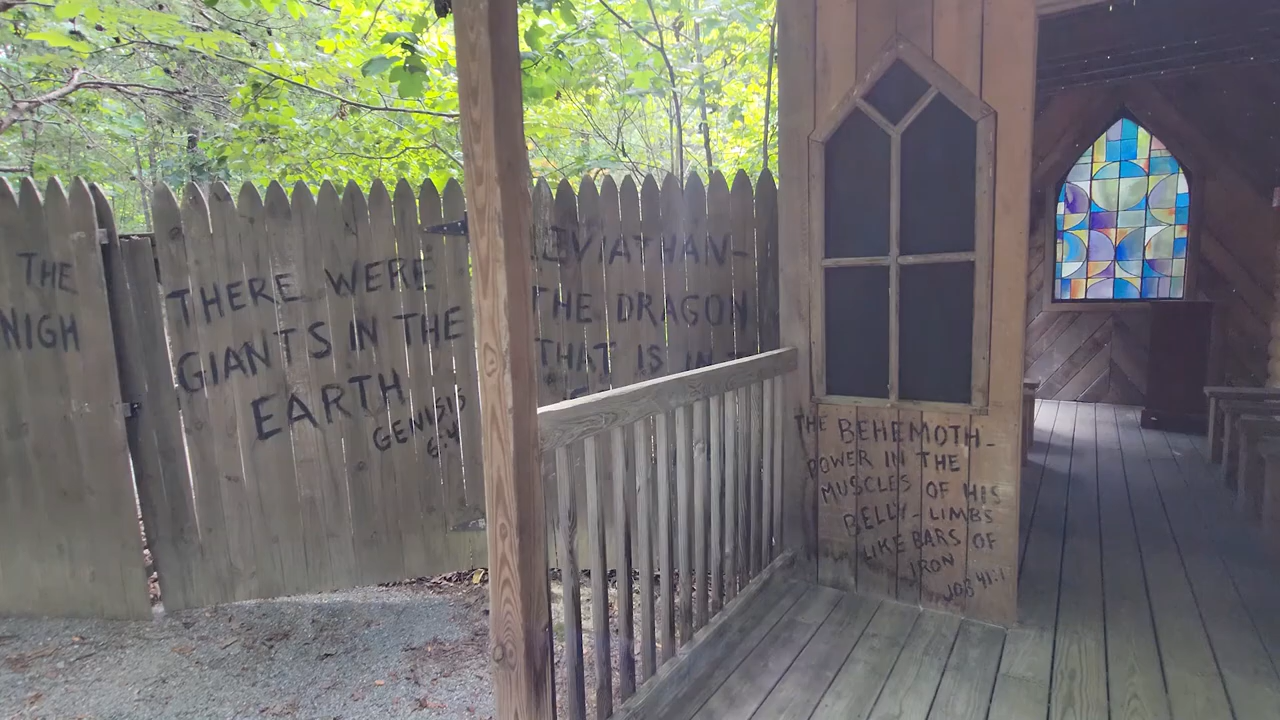 THE
NIGH
THERE WERE
GIANTS IN THE
EARTH
GENISIS
6:4
LEVIATHAN-
THE DRAGON
THAT IS IN
THE BEHEMOTH-
POWER IN THE
MUSCLES OF HIS
BELLY - LIMBS
LIKE BARS OF
IRON
JOB 41:1